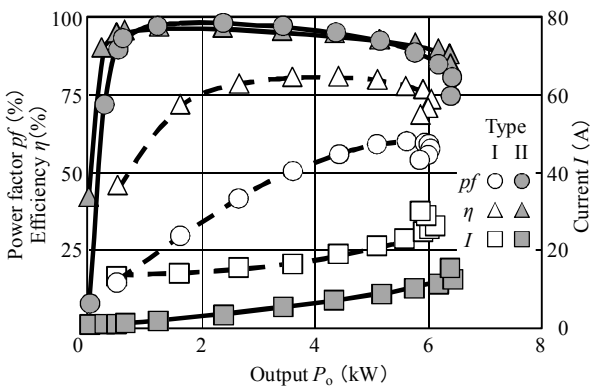 Power factor pf (%)
Efficiency η(%)
100
75
50
25
0
0
2
4
6
8
Output Pₒ (kW)
80
60
40
20
0
Current I (A)
Type
I II
pf
η
I